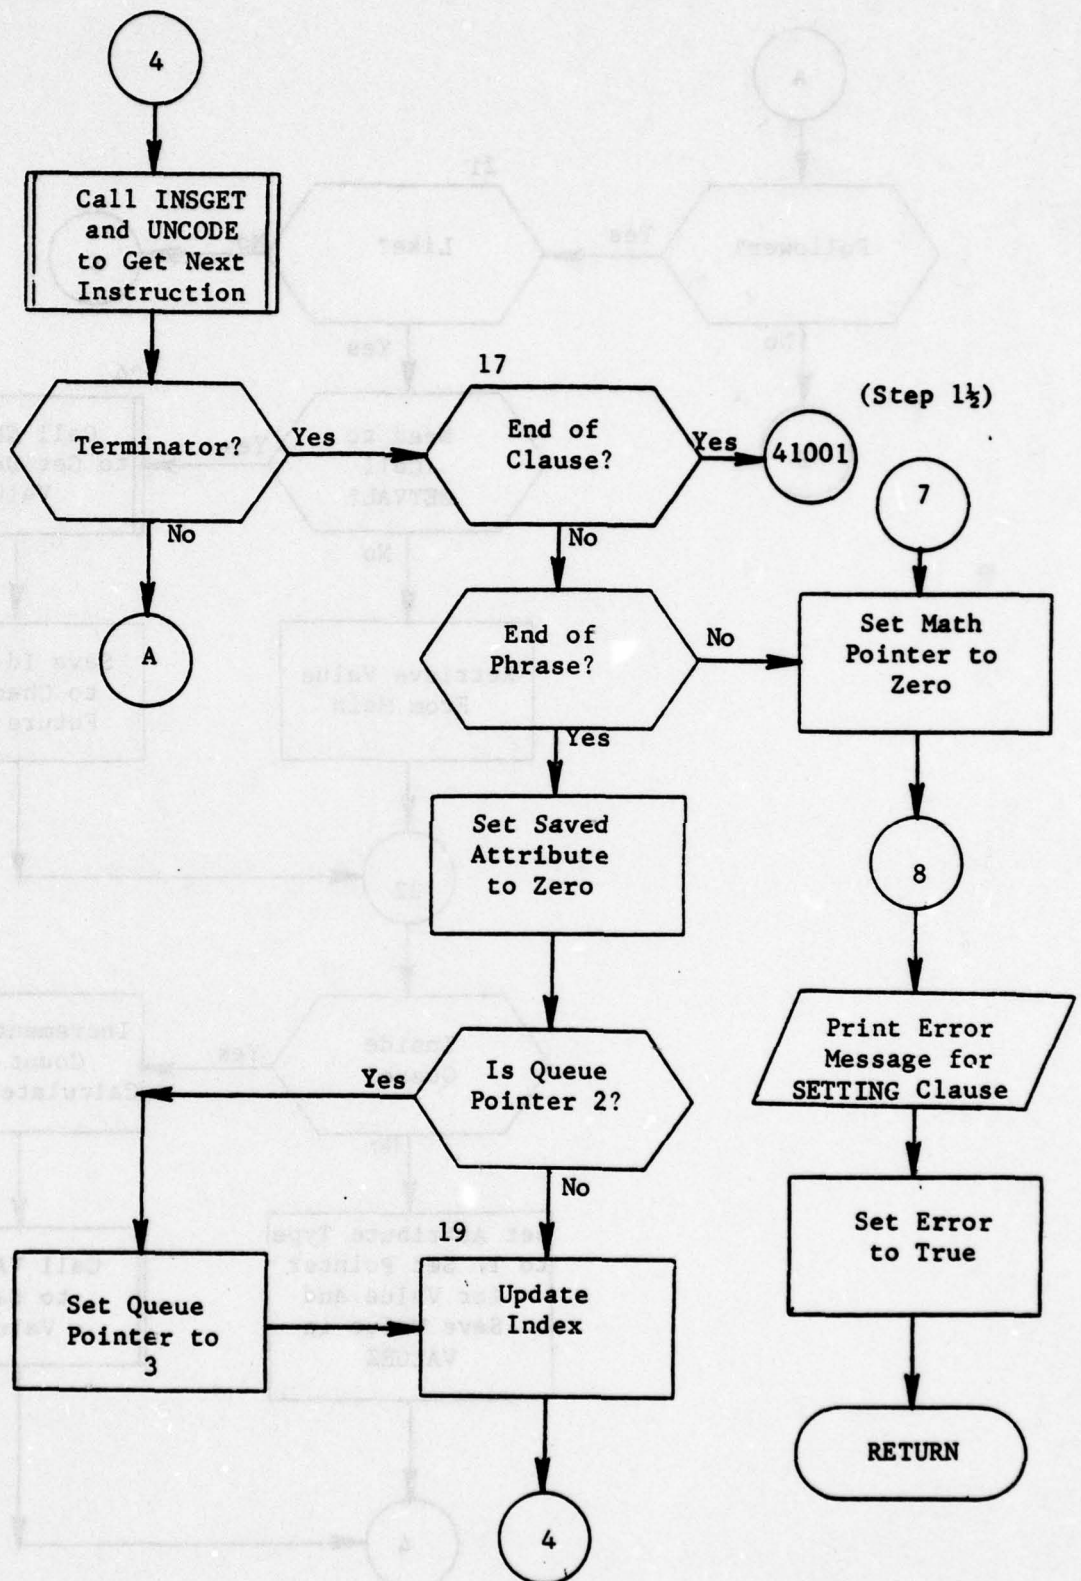 4
Call INSGET
and UNCODE
to Get Next
Instruction
Terminator?
Yes
No
A
17
End of
Clause?
Yes
41001
(Step 1½)
No
End of
Phrase?
No
Yes
7
Set Math
Pointer to
Zero
8
Print Error
Message for
SETTING Clause
Set Error
to True
RETURN
Set Saved
Attribute
to Zero
Is Queue
Pointer 2?
Yes
No
Set Queue
Pointer to
3
19
Update
Index
4